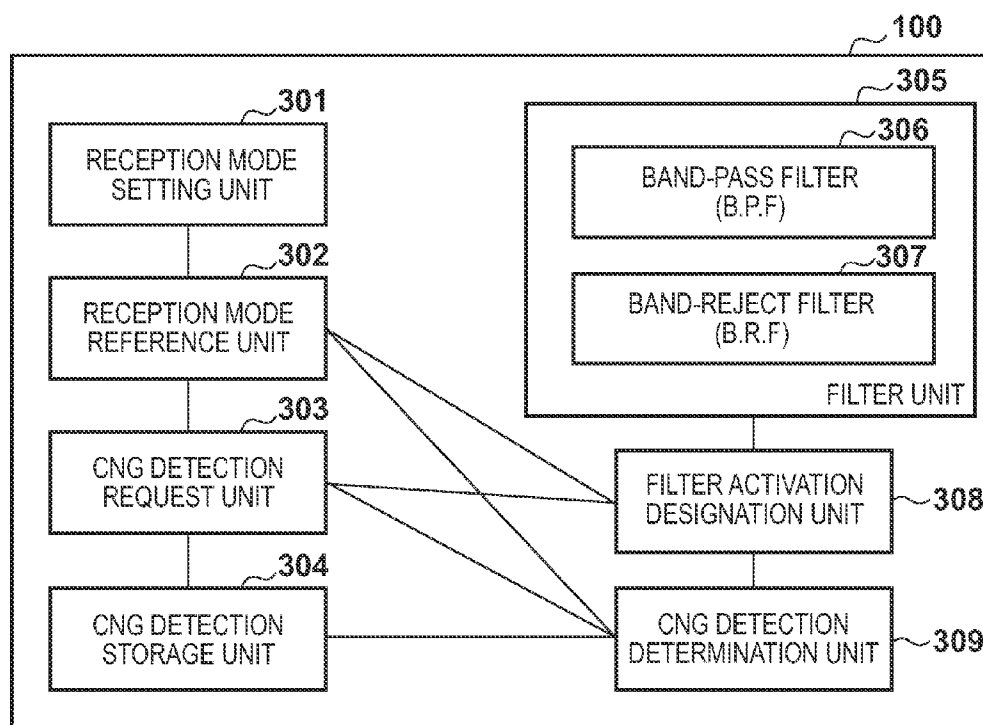 100
301
RECEPTION MODE
SETTING UNIT
302
RECEPTION MODE
REFERENCE UNIT
303
CNG DETECTION
REQUEST UNIT
304
CNG DETECTION
STORAGE UNIT
305
306
BAND-PASS FILTER
(B.P.F)
307
BAND-REJECT FILTER
(B.R.F)
FILTER UNIT
FILTER ACTIVATION
DESIGNATION UNIT
308
CNG DETECTION
DETERMINATION UNIT
309